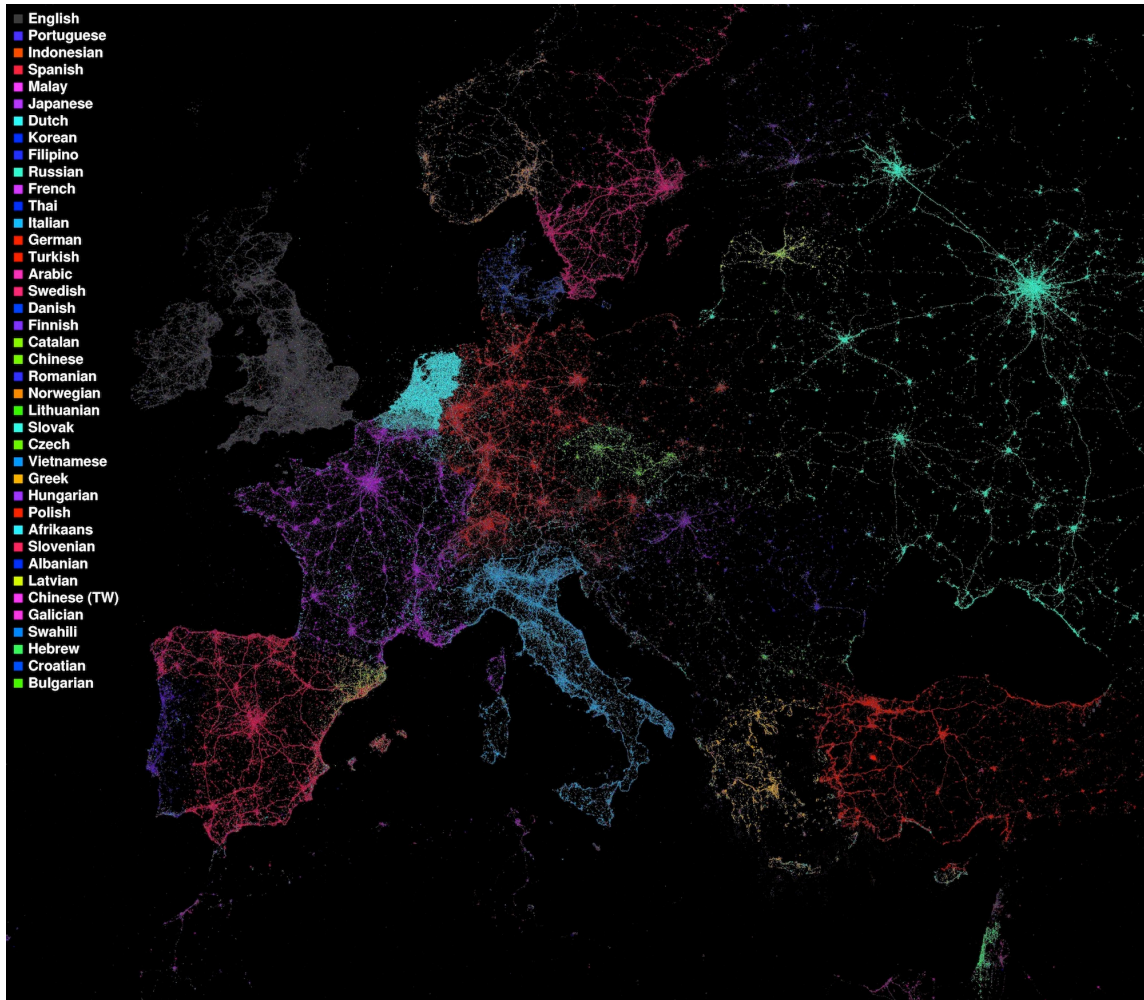 English
Portuguese
Indonesian
Spanish
Malay
Japanese
Dutch
Korean
Filipino
Russian
French
Thai
Italian
German
Turkish
Arabic
Swedish
Danish
Finnish
Catalan
Chinese
Romanian
Norwegian
Lithuanian
Slovak
Czech
Vietnamese
Greek
Hungarian
Polish
Afrikaans
Slovenian
Albanian
Latvian
Chinese (TW)
Galician
Swahili
Hebrew
Croatian
Bulgarian